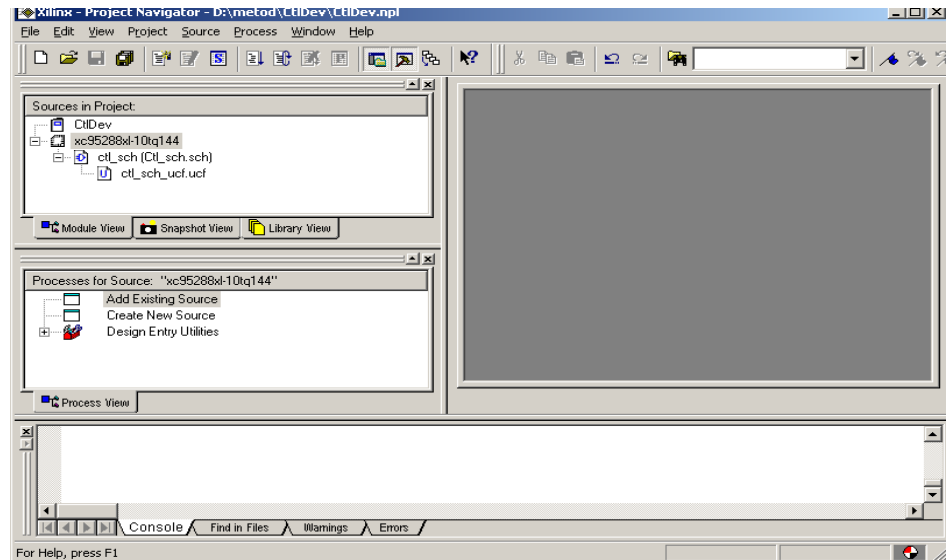 Xilinx - Project Navigator - D:\metod\CtlDev\CtlDev.npl
File Edit View Project Source Process Window Help
Sources in Project:
CtlDev
xc95288xl-10tq144
ctl_sch (Ctl_sch.sch)
ctl_sch_ucf.ucf
Module View Snapshot View Library View
Processes for Source: "xc95288xl-10tq144"
Add Existing Source
Create New Source
Design Entry Utilities
Process View
Console Find in Files Warnings Errors
For Help, press F1